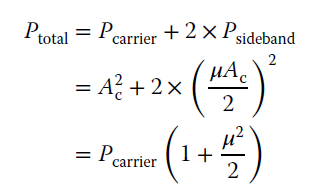 P_total = P_carrier + 2 × P_sideband
= A_c^2 + 2 × (μA_c / 2)^2
= P_carrier (1 + μ^2 / 2)